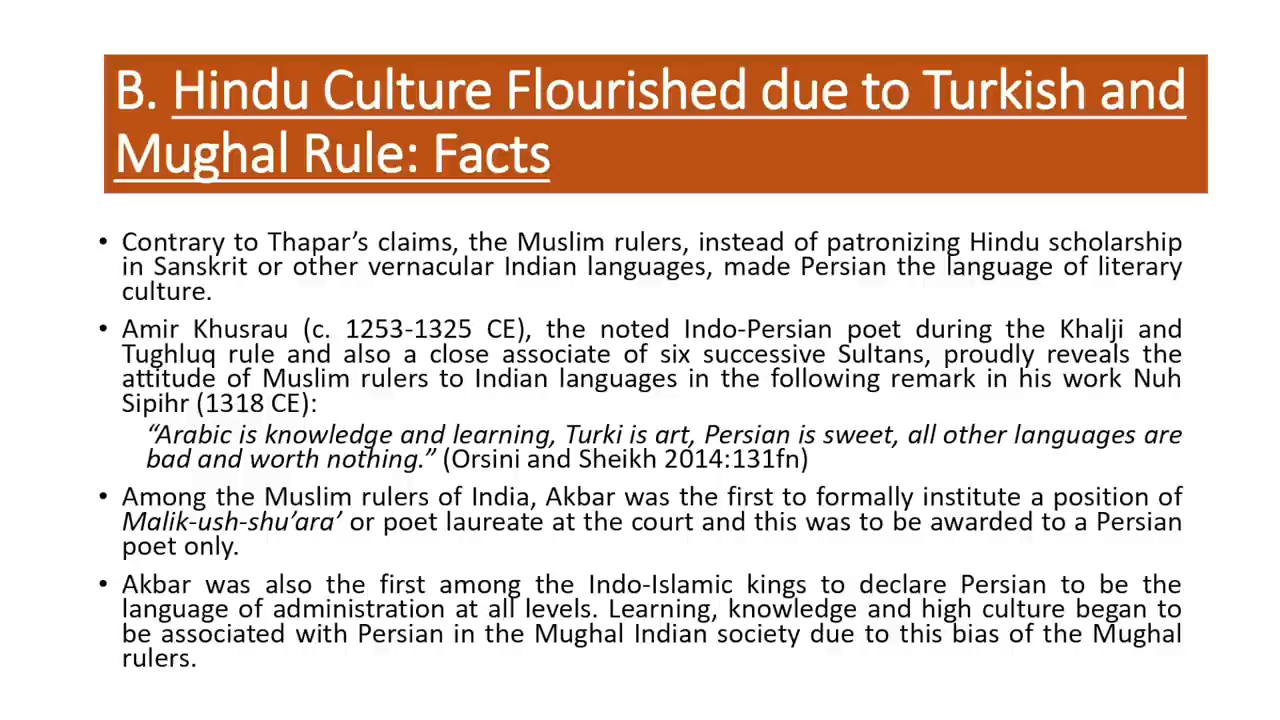 B. Hindu Culture Flourished due to Turkish and
Mughal Rule: Facts
• Contrary to Thapar’s claims, the Muslim rulers, instead of patronizing Hindu scholarship
in Sanskrit or other vernacular Indian languages, made Persian the language of literary
culture.
• Amir Khusrau (c. 1253-1325 CE), the noted Indo-Persian poet during the Khalji and
Tughluq rule and also a close associate of six successive Sultans, proudly reveals the
attitude of Muslim rulers to Indian languages in the following remark in his work Nuh
Sipihr (1318 CE):
“Arabic is knowledge and learning, Turki is art, Persian is sweet, all other languages are
bad and worth nothing.” (Orsini and Sheikh 2014:131fn)
• Among the Muslim rulers of India, Akbar was the first to formally institute a position of
Malik-ush-shu’ara’ or poet laureate at the court and this was to be awarded to a Persian
poet only.
• Akbar was also the first among the Indo-Islamic kings to declare Persian to be the
language of administration at all levels. Learning, knowledge and high culture began to
be associated with Persian in the Mughal Indian society due to this bias of the Mughal
rulers.